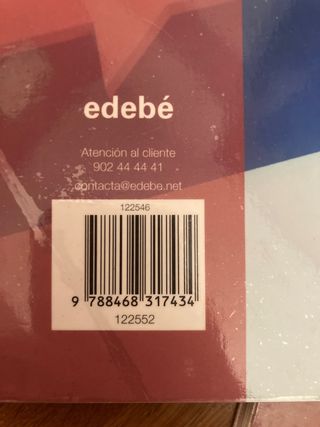 edebé
Atención al cliente
902 44 44 41
contacta@edebe.net
122546
9 788468 317434
122552